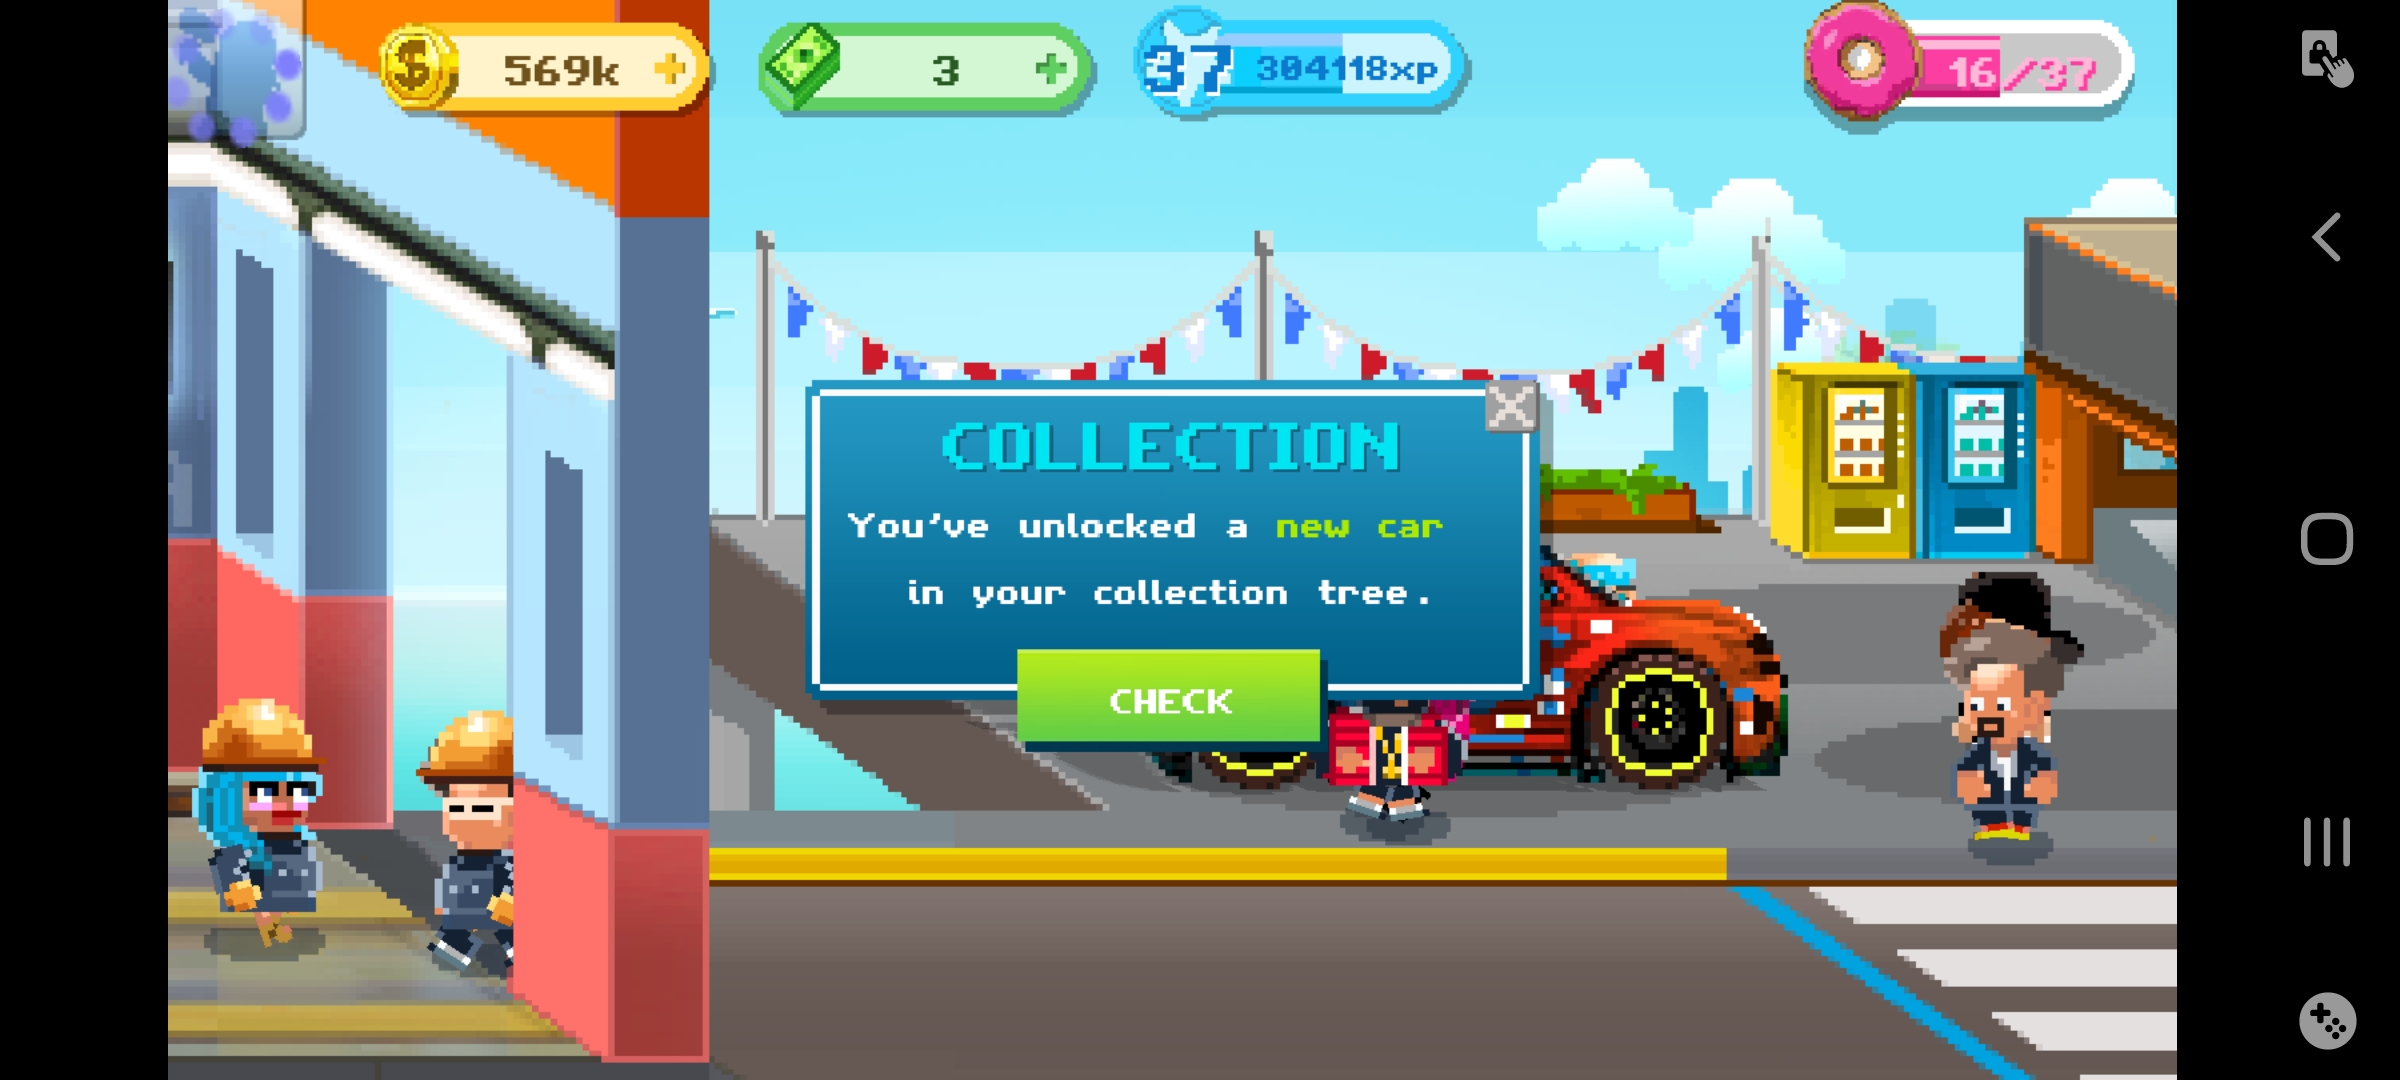 569k
3
37
304118xp
16/37
COLLECTION
You've unlocked a new car
in your collection tree.
CHECK